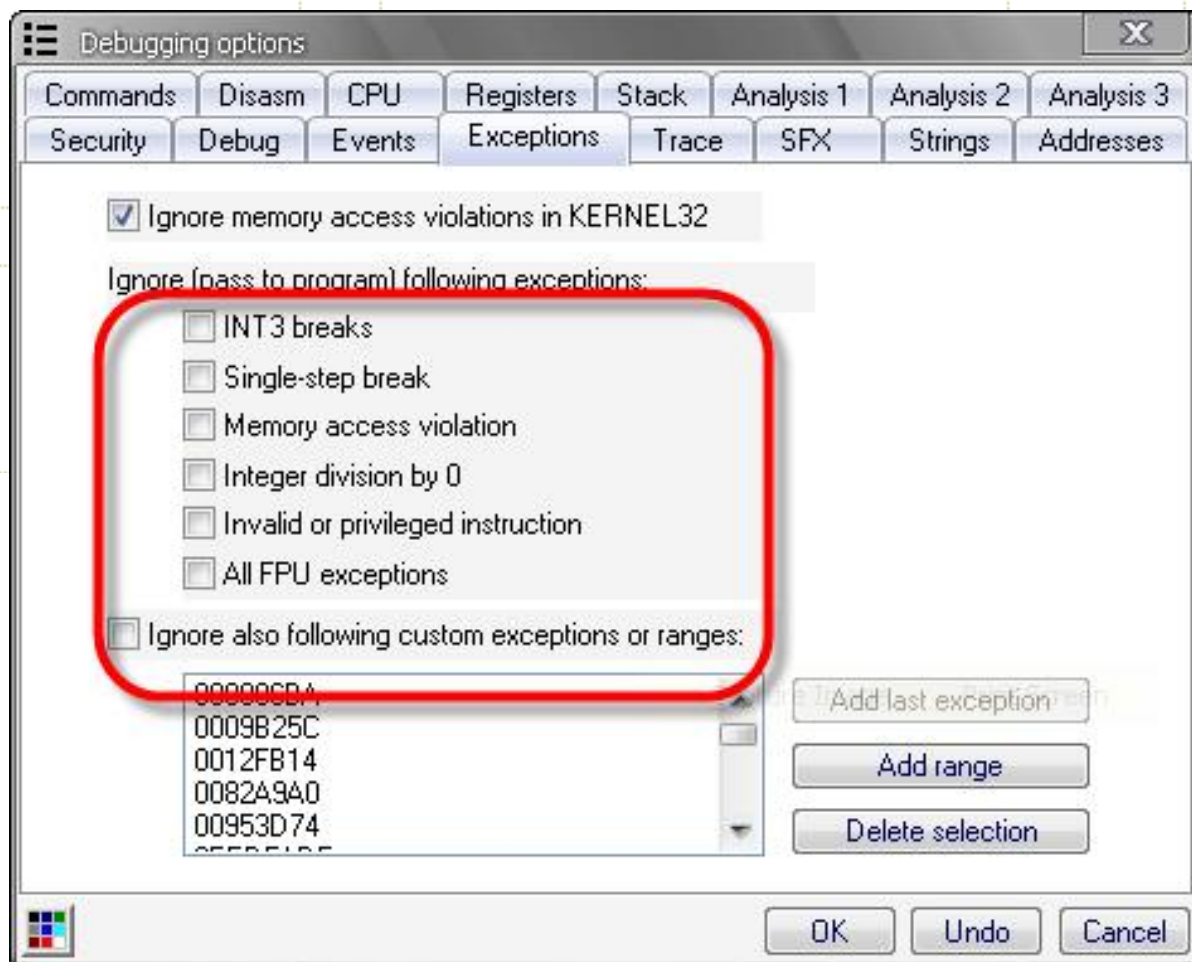 Debugging options
Commands Disasm CPU Registers Stack Analysis 1 Analysis 2 Analysis 3
Security Debug Events Exceptions Trace SFX Strings Addresses
Ignore memory access violations in KERNEL32
Ignore (pass to program) following exceptions:
INT3 breaks
Single-step break
Memory access violation
Integer division by 0
Invalid or privileged instruction
All FPU exceptions
Ignore also following custom exceptions or ranges:
000006BA
0009B25C
0012FB14
0082A9A0
00953D74
Add last exception
Add range
Delete selection
OK Undo Cancel